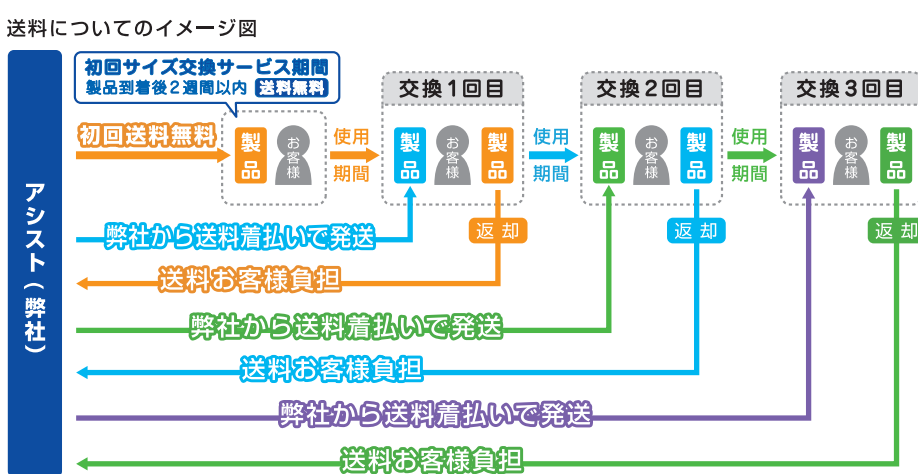 送料についてのイメージ図
初回サイズ交換サービス期間
製品到着後2週間以内 送料無料
交換1回目
交換2回目
交換3回目
初回送料無料
製品
お客様
使用期間
製品
お客様
製品
使用期間
製品
お客様
製品
使用期間
製品
お客様
製品
アシスト(弊社)
弊社から送料着払いで発送
返却
返却
返却
送料お客様負担
弊社から送料着払いで発送
送料お客様負担
弊社から送料着払いで発送
送料お客様負担